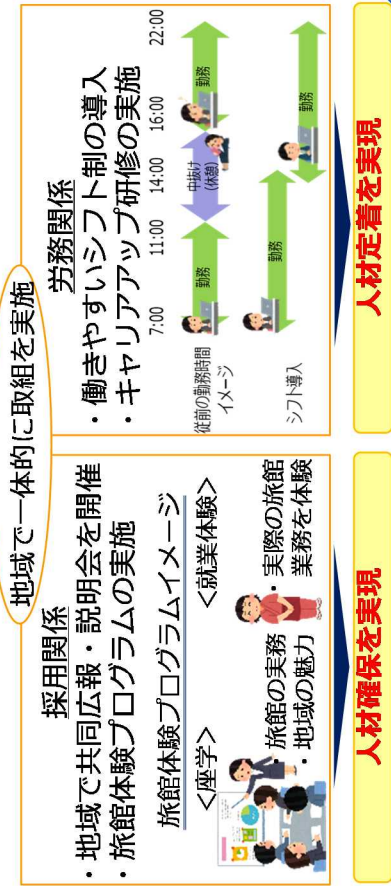 地域で一体的に取組を実施
採用関係
・地域で共同広報・説明会を開催
・旅館体験プログラムの実施
旅館体験プログラムイメージ
<座学>
<就業体験>
・旅館の実務
・地域の魅力
・実際の旅館
業務を体験
人材確保を実現
労務関係
・働きやすいシフト制の導入
・キャリアアップ研修の実施
7:00 11:00 14:00 16:00 22:00
従前の勤務時間
イメージ
勤務
中抜け
(休憩)
勤務
シフト導入
勤務
勤務
人材定着を実現